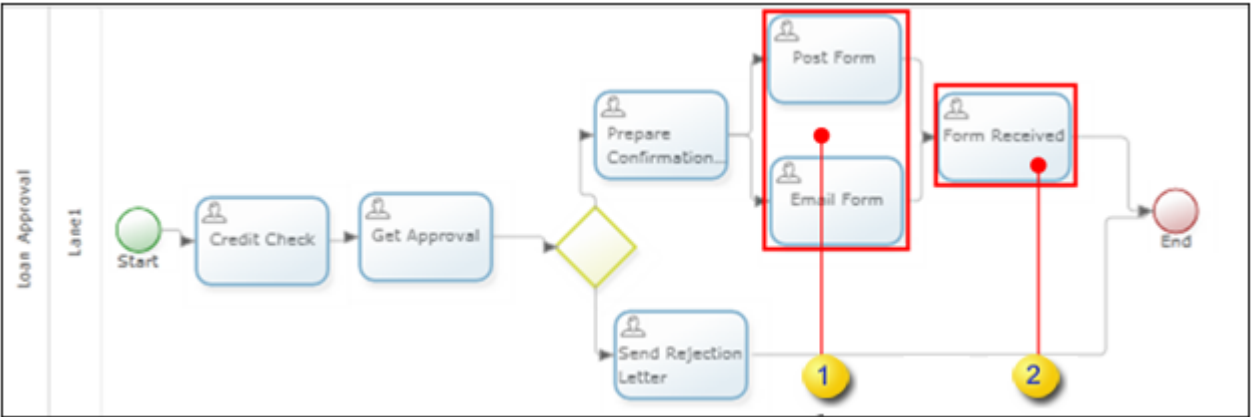 Loan Approval
Lane1
Start
Credit Check
Get Approval
Prepare
Confirmation...
Post Form
Email Form
Form Received
Send Rejection
Letter
End
1
2